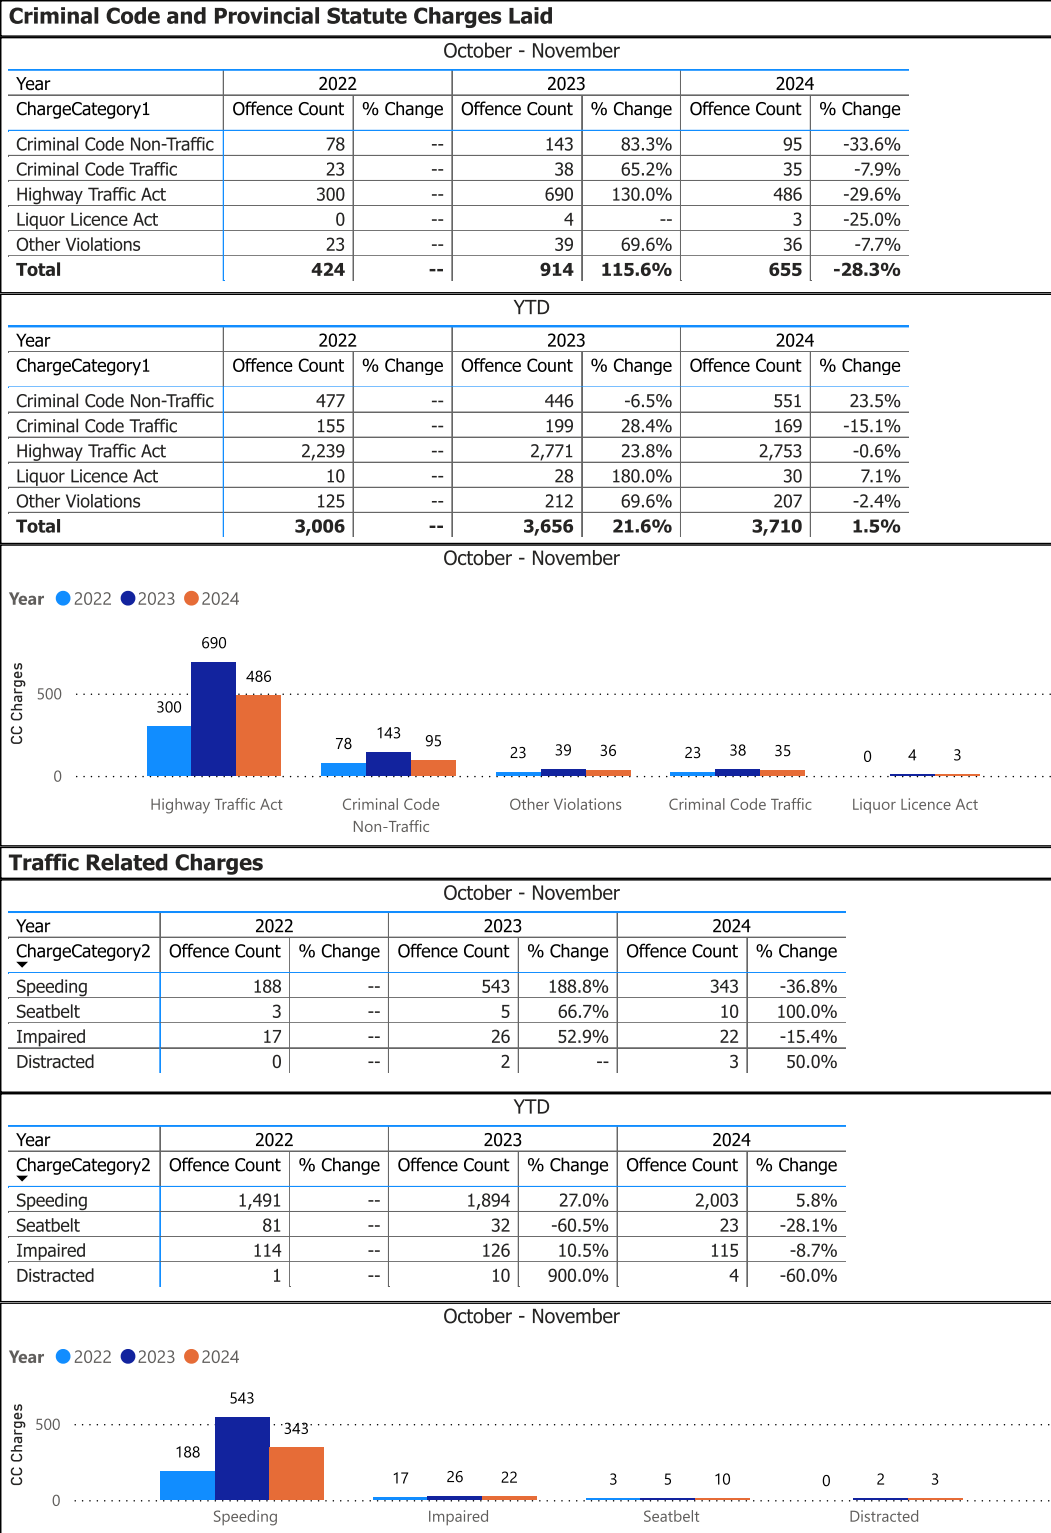 Criminal Code and Provincial Statute Charges Laid
October - November
Year 2022 2023 2024
ChargeCategory1 Offence Count % Change Offence Count % Change Offence Count % Change
Criminal Code Non-Traffic 78 -- 143 83.3% 95 -33.6%
Criminal Code Traffic 23 -- 38 65.2% 35 -7.9%
Highway Traffic Act 300 -- 690 130.0% 486 -29.6%
Liquor Licence Act 0 -- 4 -- 3 -25.0%
Other Violations 23 -- 39 69.6% 36 -7.7%
Total 424 -- 914 115.6% 655 -28.3%
YTD
Year 2022 2023 2024
ChargeCategory1 Offence Count % Change Offence Count % Change Offence Count % Change
Criminal Code Non-Traffic 477 -- 446 -6.5% 551 23.5%
Criminal Code Traffic 155 -- 199 28.4% 169 -15.1%
Highway Traffic Act 2,239 -- 2,771 23.8% 2,753 -0.6%
Liquor Licence Act 10 -- 28 180.0% 30 7.1%
Other Violations 125 -- 212 69.6% 207 -2.4%
Total 3,006 -- 3,656 21.6% 3,710 1.5%
October - November
Year 2022 2023 2024
CC Charges
500
0
300 690 486
78 143 95
23 39 36
23 38 35
0 4 3
Highway Traffic Act
Criminal Code
Non-Traffic
Other Violations
Criminal Code Traffic
Liquor Licence Act
Traffic Related Charges
October - November
Year 2022 2023 2024
ChargeCategory2 Offence Count % Change Offence Count % Change Offence Count % Change
Speeding 188 -- 543 188.8% 343 -36.8%
Seatbelt 3 -- 5 66.7% 10 100.0%
Impaired 17 -- 26 52.9% 22 -15.4%
Distracted 0 -- 2 -- 3 50.0%
YTD
Year 2022 2023 2024
ChargeCategory2 Offence Count % Change Offence Count % Change Offence Count % Change
Speeding 1,491 -- 1,894 27.0% 2,003 5.8%
Seatbelt 81 -- 32 -60.5% 23 -28.1%
Impaired 114 -- 126 10.5% 115 -8.7%
Distracted 1 -- 10 900.0% 4 -60.0%
October - November
Year 2022 2023 2024
CC Charges
500
0
188 543 343
17 26 22
3 5 10
0 2 3
Speeding
Impaired
Seatbelt
Distracted